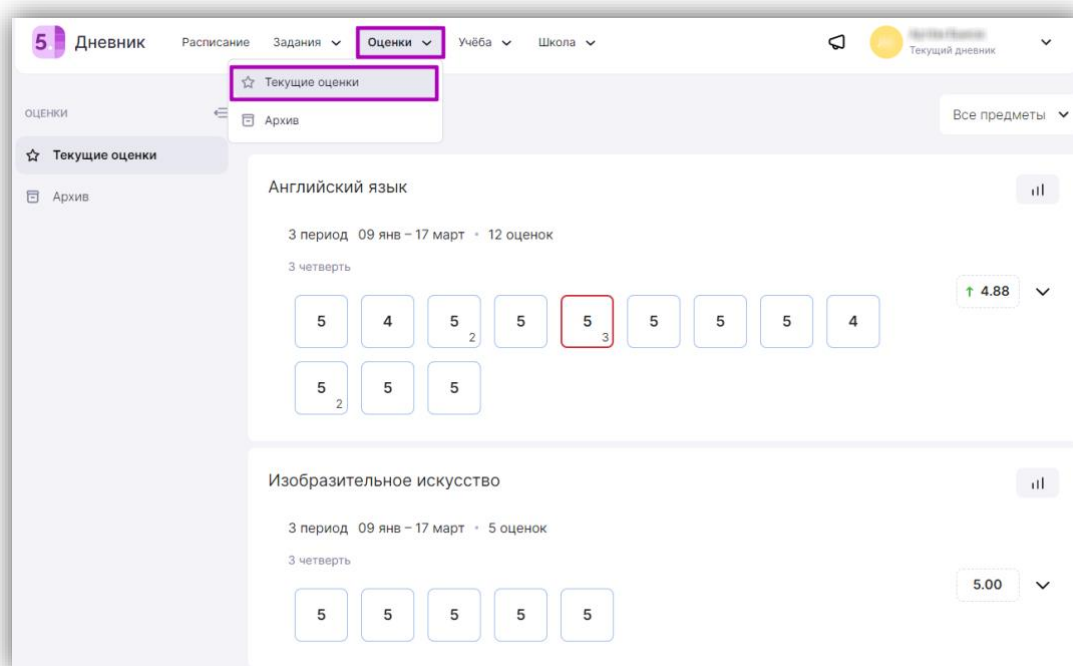 5. Дневник Расписание Задания Оценки Учёба Школа
Текущий дневник
Текущие оценки
Архив
ОЦЕНКИ
Все предметы
Текущие оценки
Архив
Английский язык
3 период 09 янв – 17 март • 12 оценок
3 четверть
↑ 4.88
5 4 5 2 5 5 3 5 5 5 4
5 2 5 5
Изобразительное искусство
3 период 09 янв – 17 март • 5 оценок
3 четверть
5.00
5 5 5 5 5